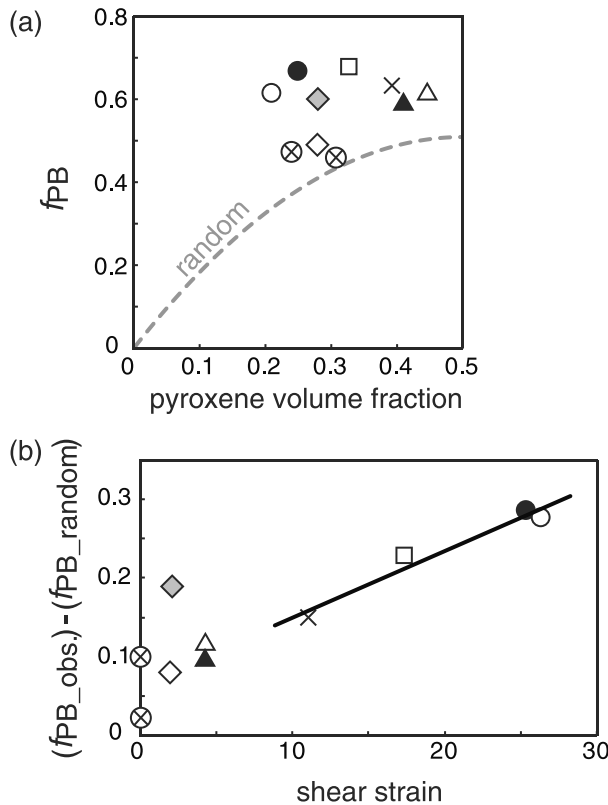 (a)
0.8
0.6
0.4
0.2
0
fPB
random
0 0.1 0.2 0.3 0.4 0.5
pyroxene volume fraction
(b)
0.3
0.2
0.1
0
(fPB_obs.) - (fPB_random)
0 10 20 30
shear strain